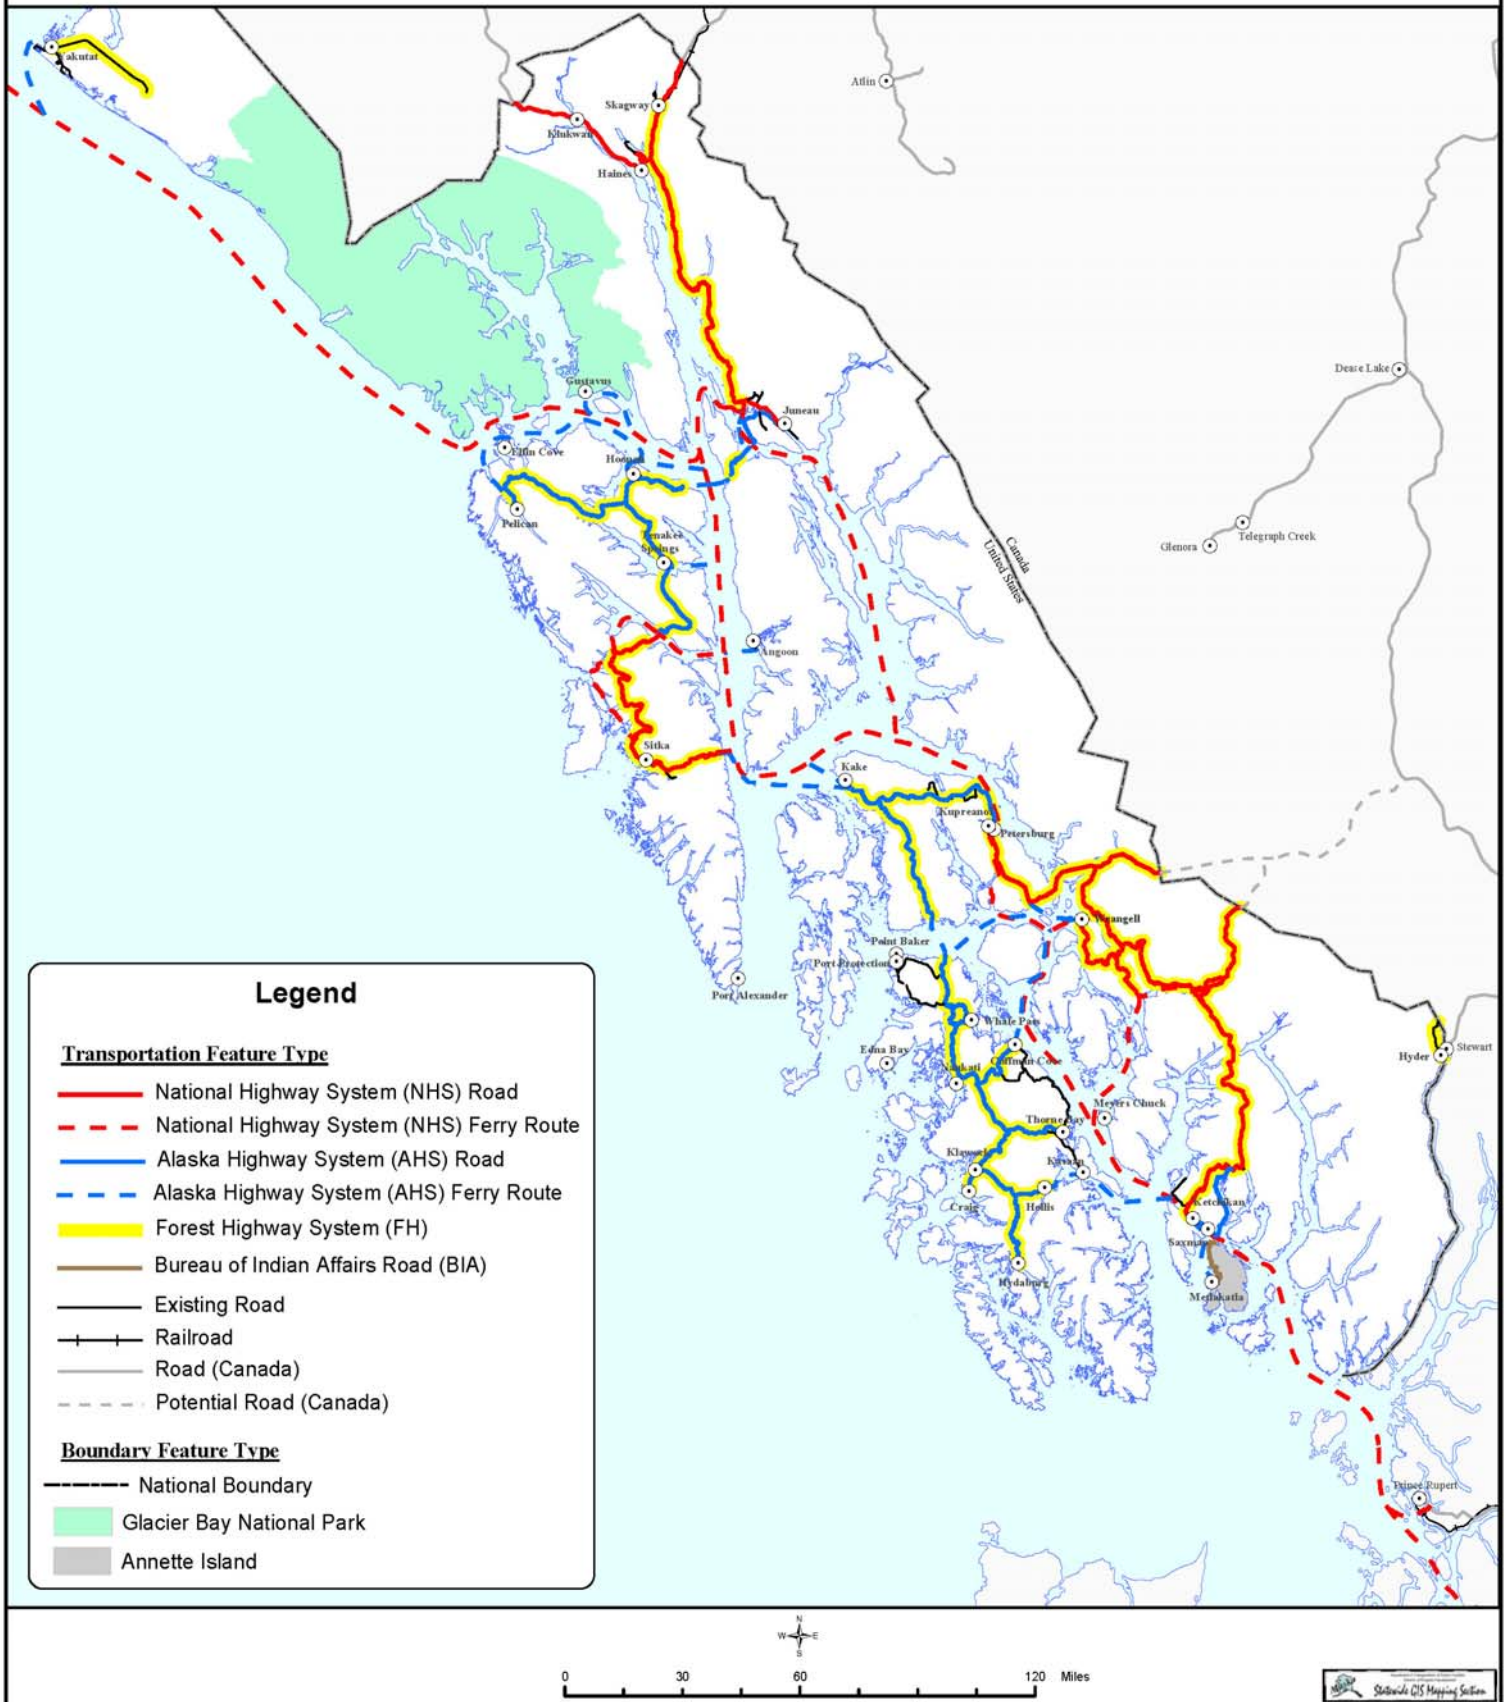 Yakutat
Atlin
Skagway
Klukwan
Haines
Dease Lake
Gustavus
Juneau
Elfin Cove
Hoonah
Pelican
Telegraph Creek
Glenora
Canada
United States
Tenakee
Springs
Angoon
Sitka
Kake
Kupreanof
Petersburg
Wrangell
Point Baker
Port Protection
Port Alexander
Whale Pass
Edna Bay
Coffman Cove
Naukati
Hyder
Stewart
Meyers Chuck
Thorne Bay
Klawock
Kasaan
Craig
Hollis
Ketchikan
Saxman
Hydaburg
Metlakatla
Prince Rupert
Legend
Transportation Feature Type
National Highway System (NHS) Road
National Highway System (NHS) Ferry Route
Alaska Highway System (AHS) Road
Alaska Highway System (AHS) Ferry Route
Forest Highway System (FH)
Bureau of Indian Affairs Road (BIA)
Existing Road
Railroad
Road (Canada)
Potential Road (Canada)
Boundary Feature Type
National Boundary
Glacier Bay National Park
Annette Island
N
W E
S
0 30 60 120 Miles
Statewide GIS Mapping Section